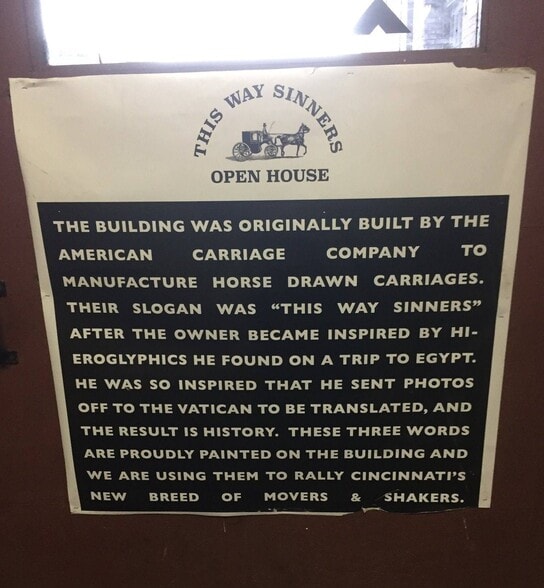 THIS WAY SINNERS
OPEN HOUSE
THE BUILDING WAS ORIGINALLY BUILT BY THE
AMERICAN CARRIAGE COMPANY TO
MANUFACTURE HORSE DRAWN CARRIAGES.
THEIR SLOGAN WAS “THIS WAY SINNERS”
AFTER THE OWNER BECAME INSPIRED BY HI-
EROGLYPHICS HE FOUND ON A TRIP TO EGYPT.
HE WAS SO INSPIRED THAT HE SENT PHOTOS
OFF TO THE VATICAN TO BE TRANSLATED, AND
THE RESULT IS HISTORY. THESE THREE WORDS
ARE PROUDLY PAINTED ON THE BUILDING AND
WE ARE USING THEM TO RALLY CINCINNATI’S
NEW BREED OF MOVERS & SHAKERS.